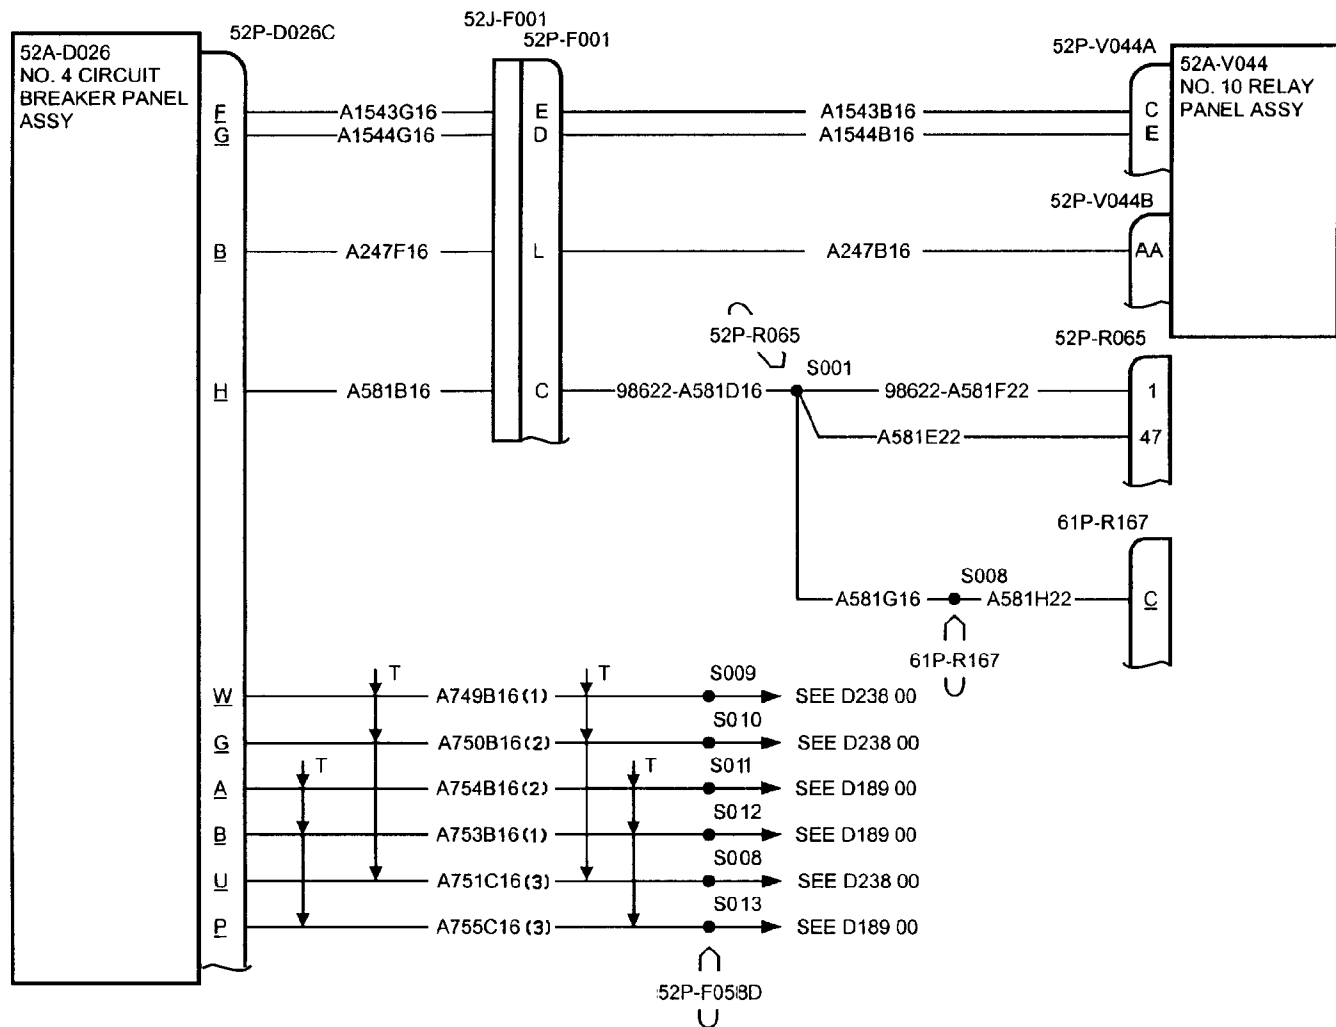 52J-F001
52P-D026C
52P-F001
52P-V044A
52A-D026
NO. 4 CIRCUIT
BREAKER PANEL
ASSY
52A-V044
NO. 10 RELAY
PANEL ASSY
F A1543G16 E A1543B16 C
G A1544G16 D A1544B16 E
52P-V044B
B A247F16 L A247B16 AA
52P-R065
52P-R065
S001
H A581B16 C 98622-A581D16 98622-A581F22 1
A581E22 47
61P-R167
S008
A581G16 A581H22 C
61P-R167
T T S009
W A749B16(1) SEE D238 00
S010
G A750B16(2) SEE D238 00
T T S011
A A754B16(2) SEE D189 00
S012
B A753B16(1) SEE D189 00
S008
U A751C16(3) SEE D238 00
S013
P A755C16(3) SEE D189 00
52P-F058D